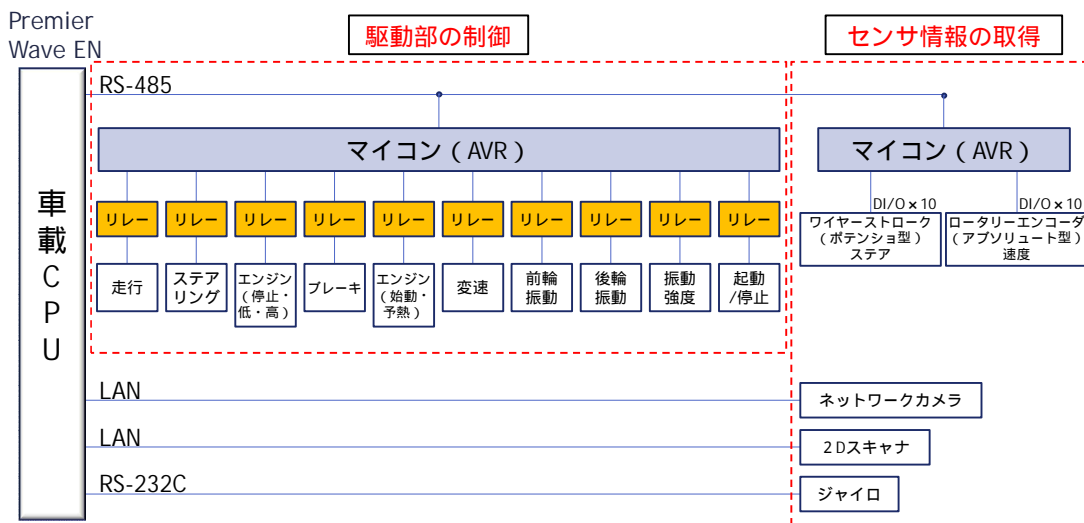 Premier
Wave EN
駆動部の制御
センサ情報の取得
RS-485
マイコン（AVR）
マイコン（AVR）
車載CPU
リレー
リレー
リレー
リレー
リレー
リレー
リレー
リレー
リレー
リレー
DI/O×10
DI/O×10
走行
ステア
リング
エンジン
（停止・
低・高）
ブレーキ
エンジン
（始動・
予熱）
変速
前輪
振動
後輪
振動
振動
強度
起動
/停止
ワイヤーストローク
（ポテンショ型）
ステア
ロータリーエンコーダ
（アブソリュート型）
速度
LAN
ネットワークカメラ
LAN
2Dスキャナ
RS-232C
ジャイロ